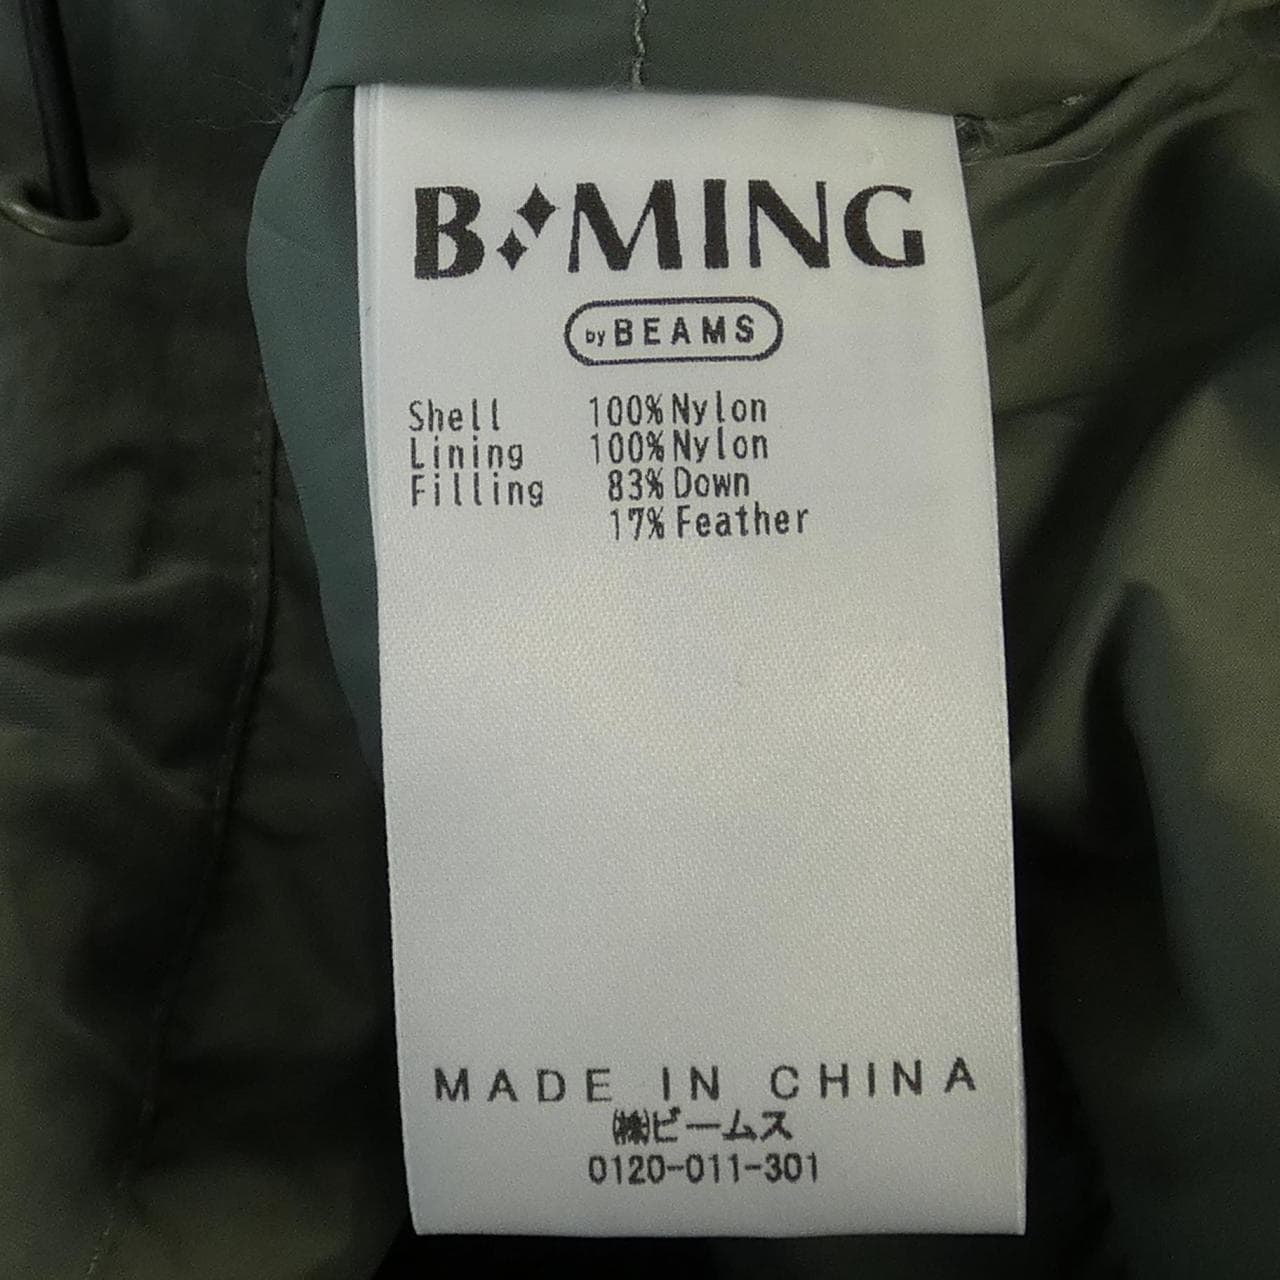 B MING
by BEAMS
Shell 100% Nylon
Lining 100% Nylon
Filling 83% Down
17% Feather
MADE IN CHINA
㈱ビームス
0120-011-301